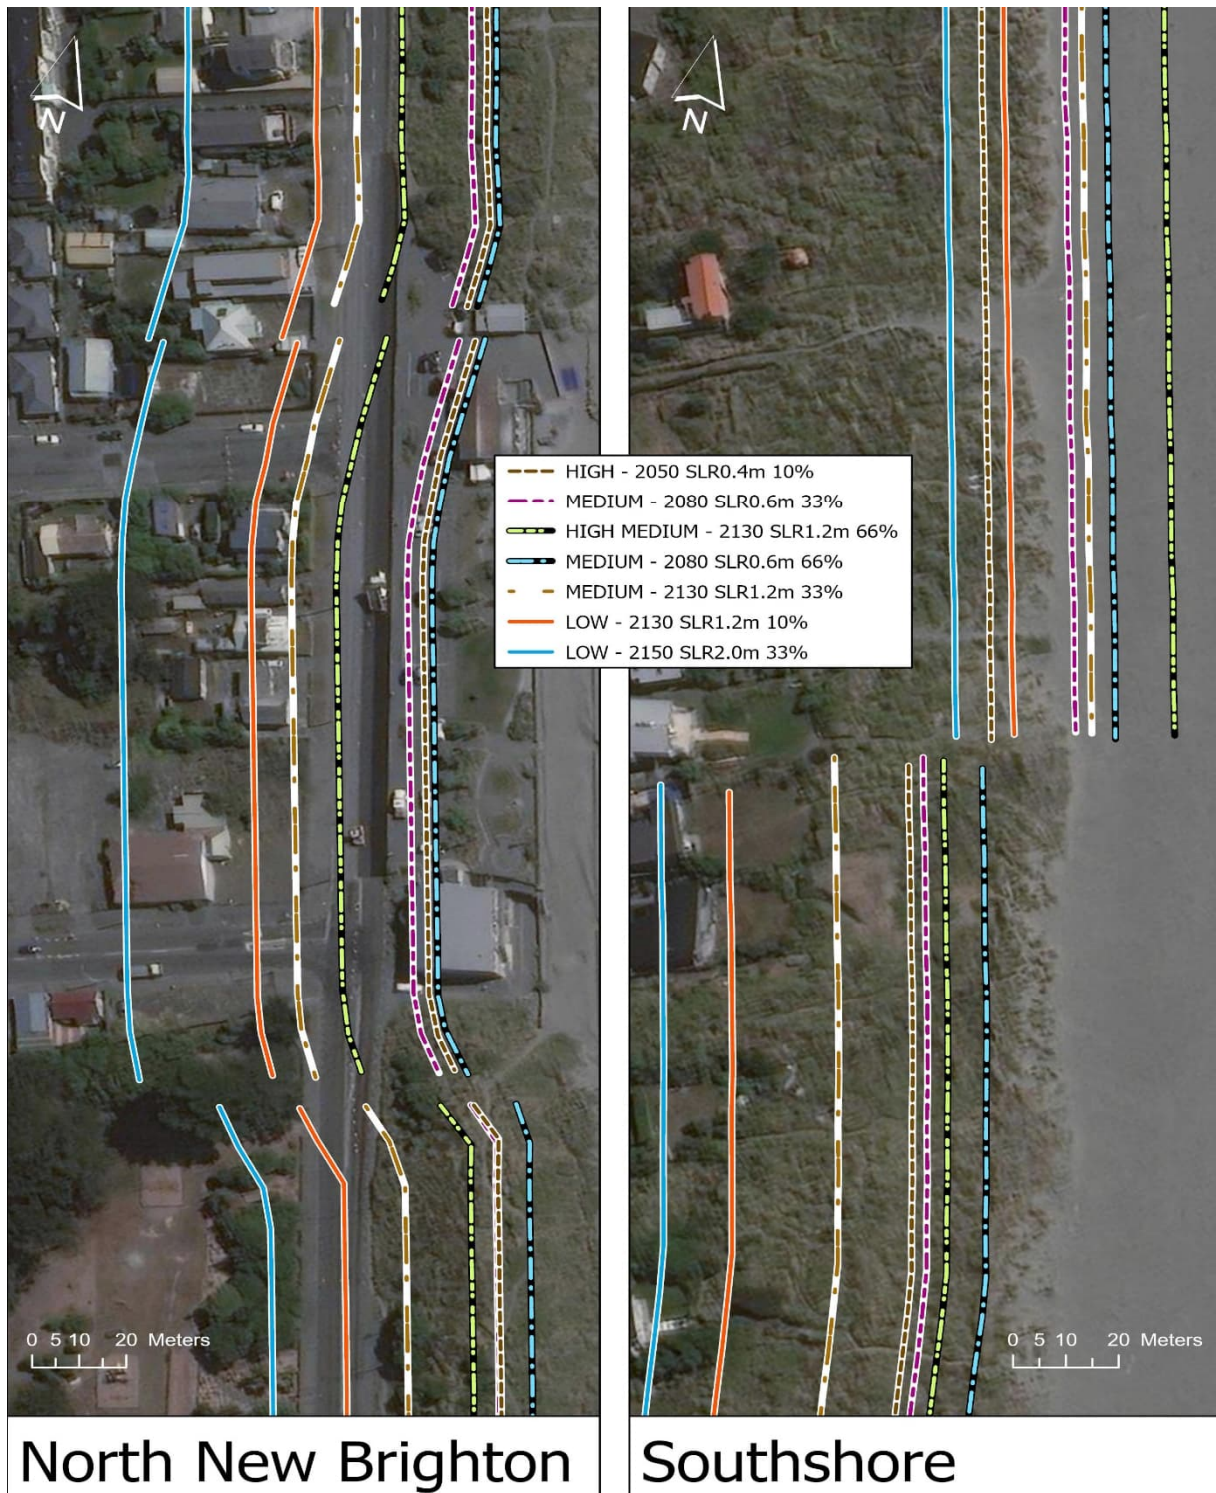 N
N
HIGH - 2050 SLR0.4m 10%
MEDIUM - 2080 SLR0.6m 33%
HIGH MEDIUM - 2130 SLR1.2m 66%
MEDIUM - 2080 SLR0.6m 66%
MEDIUM - 2130 SLR1.2m 33%
LOW - 2130 SLR1.2m 10%
LOW - 2150 SLR2.0m 33%
0 5 10 20 Meters
0 5 10 20 Meters
North New Brighton
Southshore